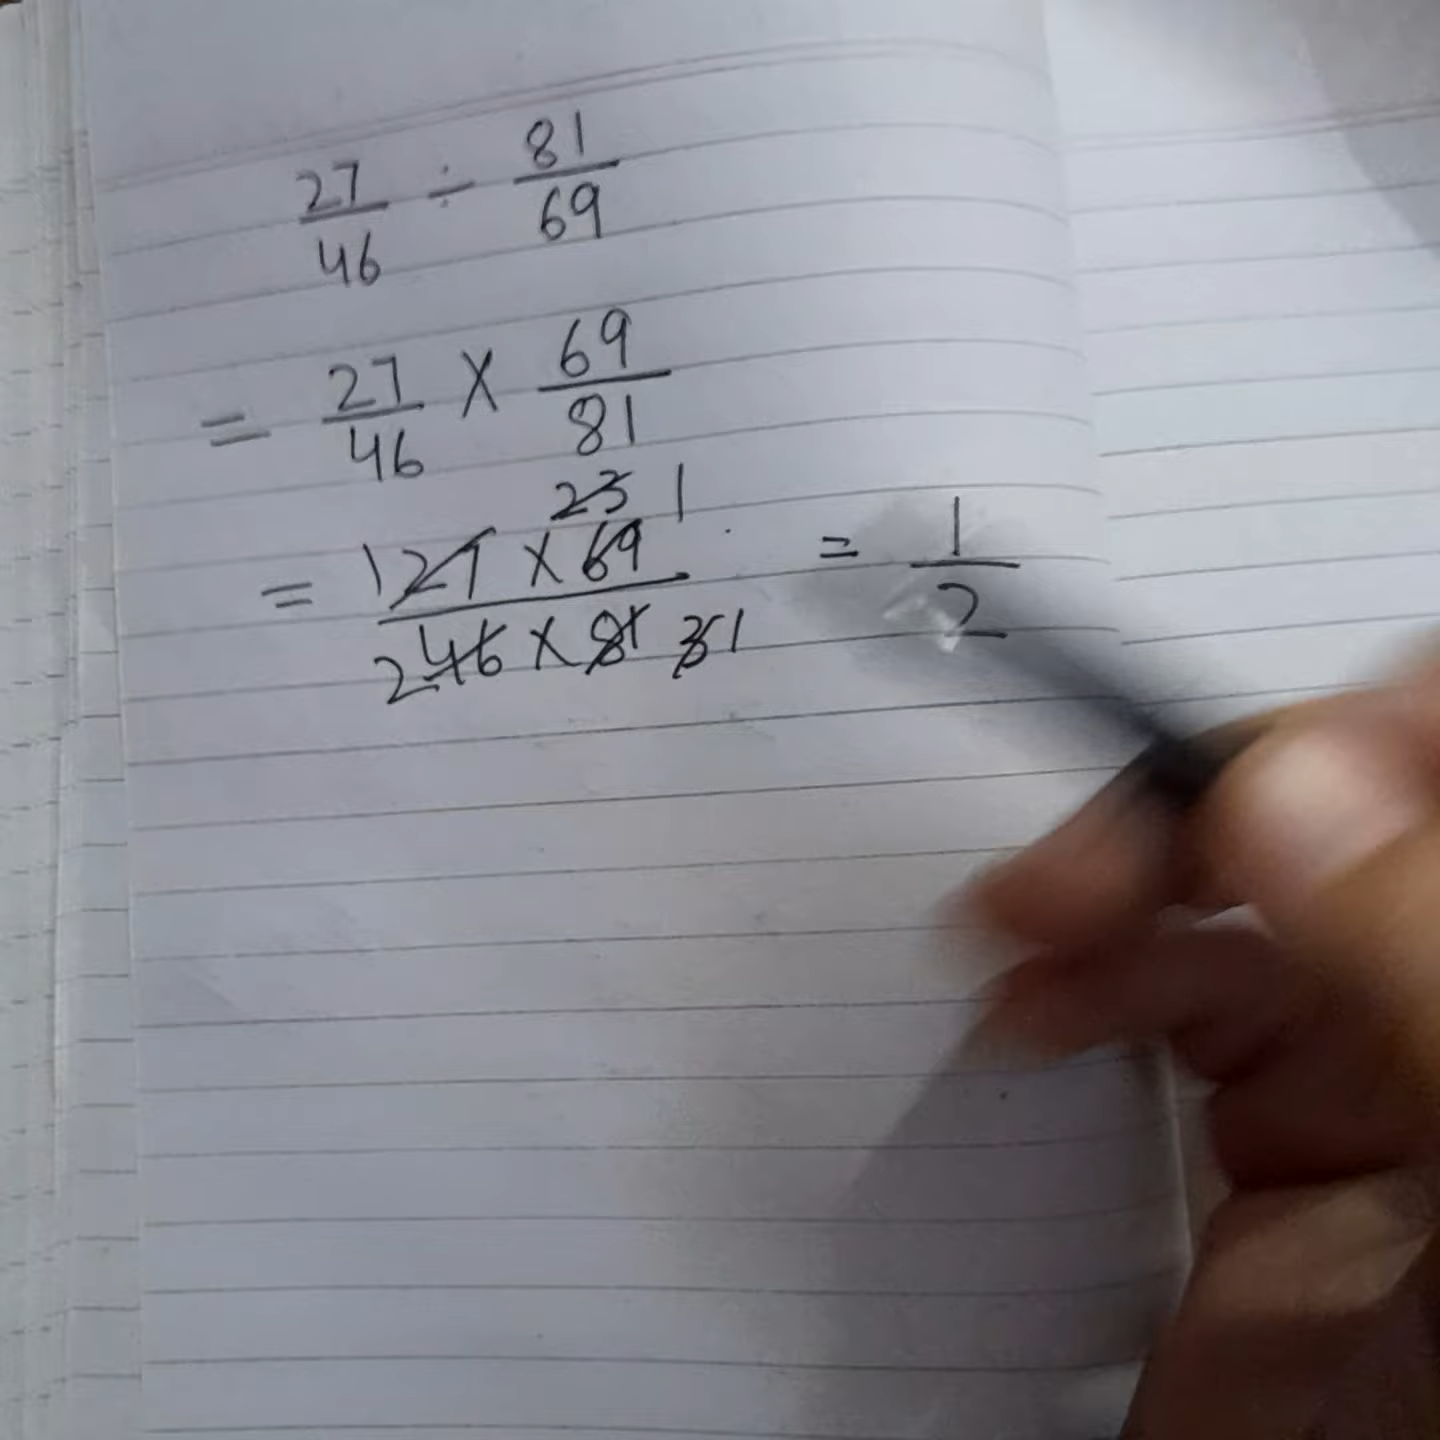 27/46 ÷ 81/69
= 27/46 × 69/81
23 1
= 1 27 × 69 / 2 46 × 81 3 1 = 1/2